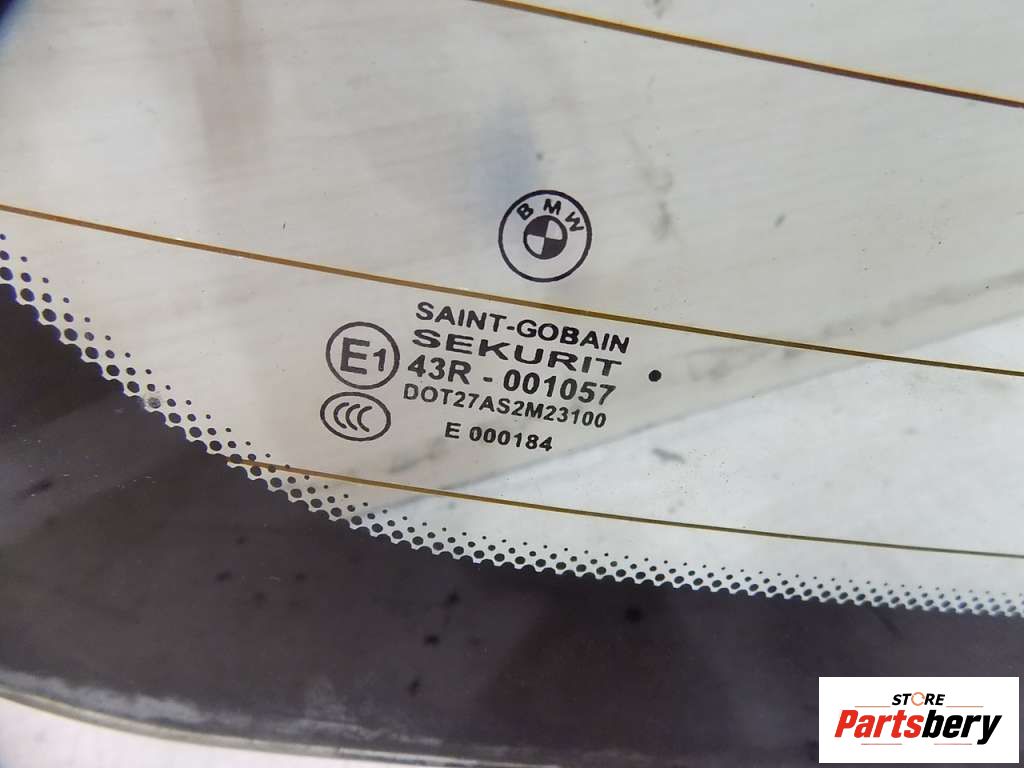 BMW
SAINT-GOBAIN
SEKURIT
E1
43R - 001057
CCC
DOT27AS2M23100
E 000184
STORE
Partsbery